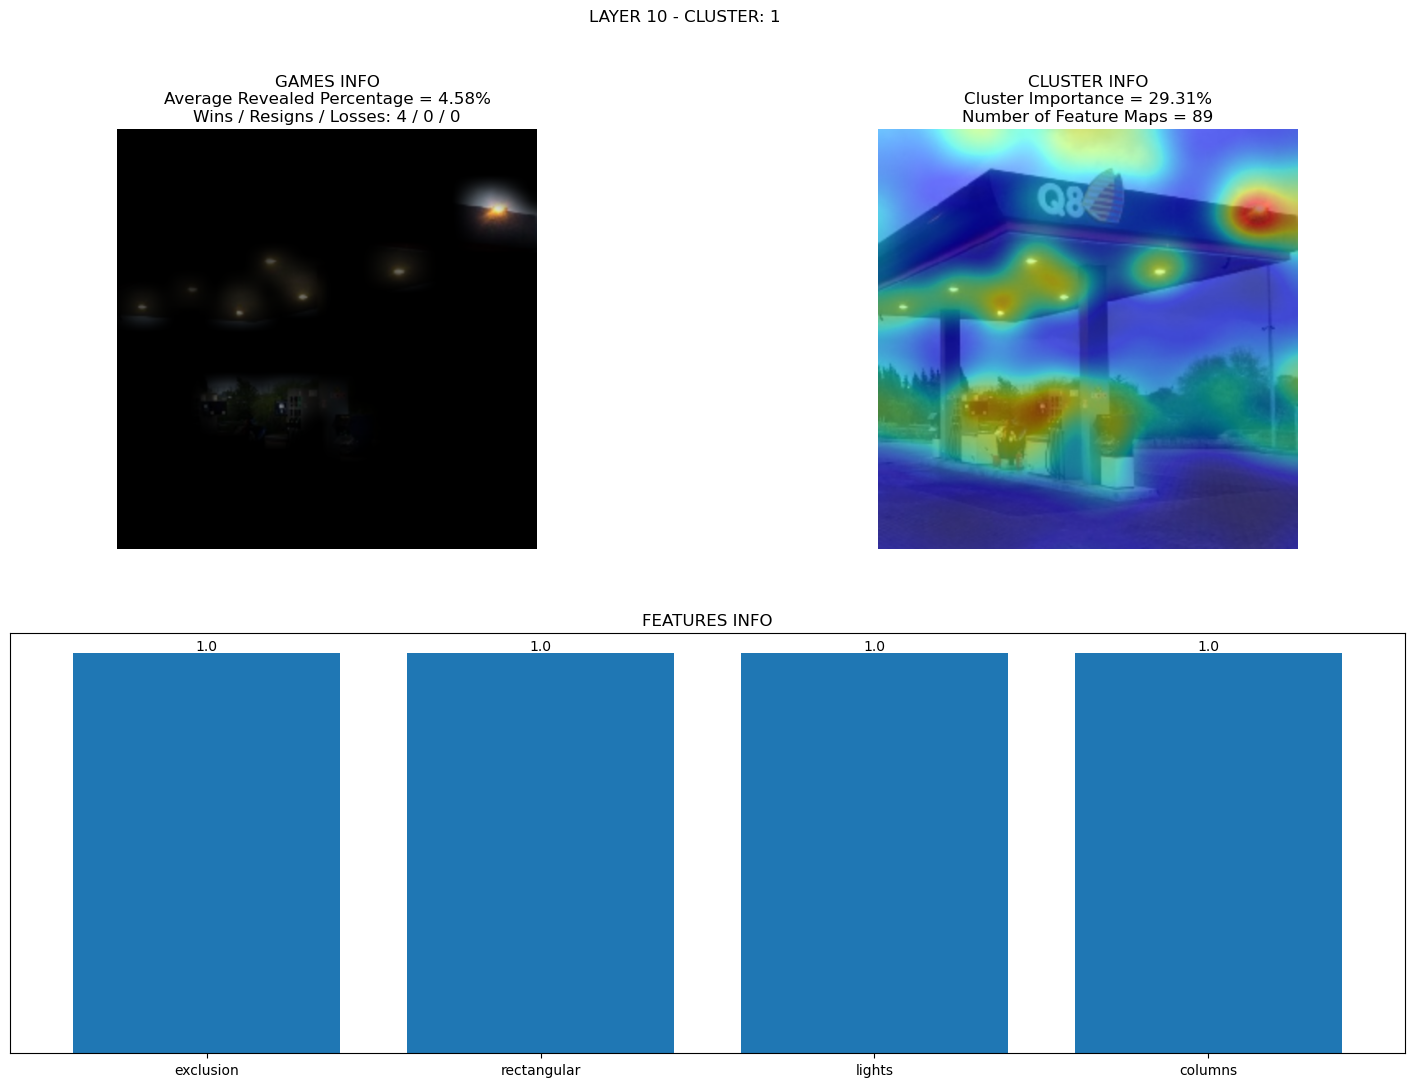 LAYER 10 - CLUSTER: 1
GAMES INFO
Average Revealed Percentage = 4.58%
Wins / Resigns / Losses: 4 / 0 / 0
CLUSTER INFO
Cluster Importance = 29.31%
Number of Feature Maps = 89
Q8
FEATURES INFO
1.0 1.0 1.0 1.0
exclusion rectangular lights columns